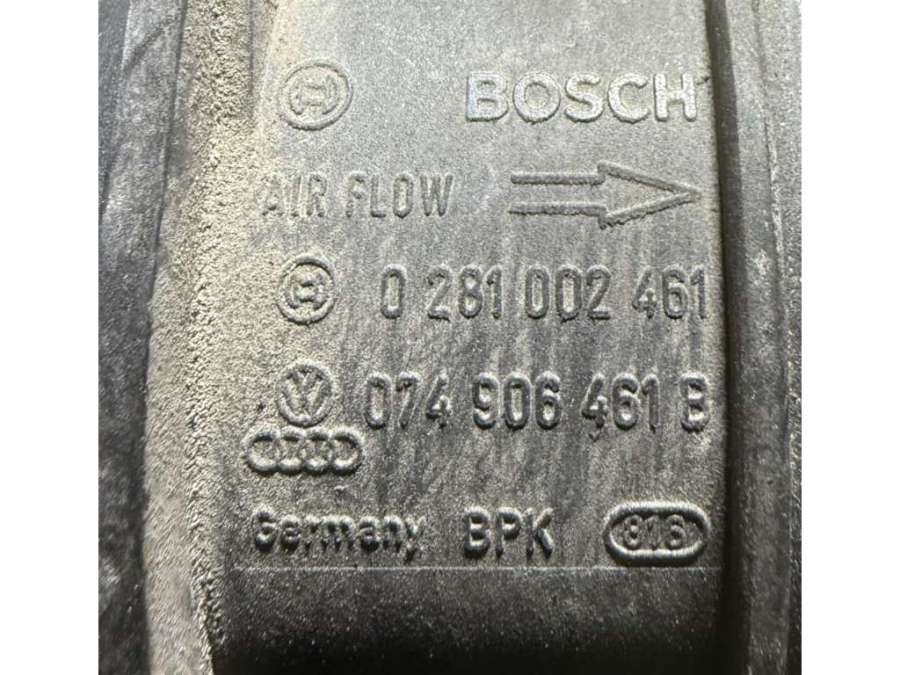 BOSCH
AIR FLOW
0 281 002 461
074 906 461 B
Germany BPK 816